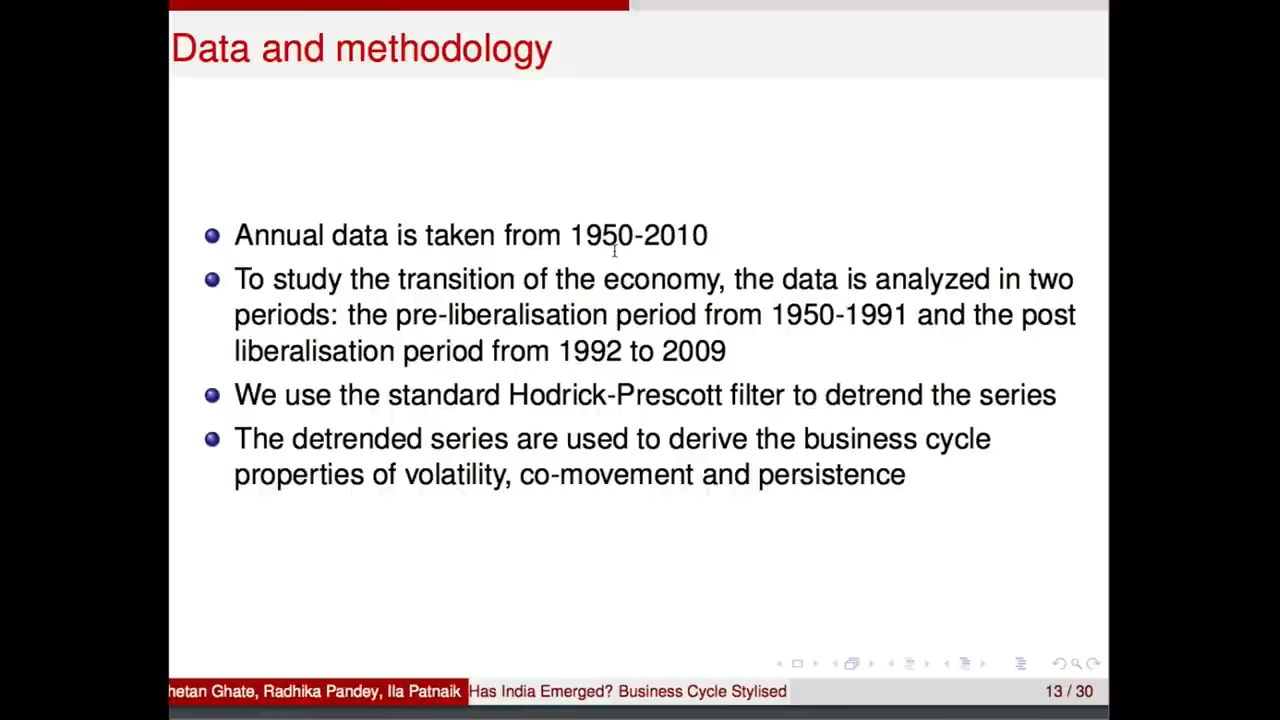 Data and methodology
Annual data is taken from 1950-2010
To study the transition of the economy, the data is analyzed in two
periods: the pre-liberalisation period from 1950-1991 and the post
liberalisation period from 1992 to 2009
We use the standard Hodrick-Prescott filter to detrend the series
The detrended series are used to derive the business cycle
properties of volatility, co-movement and persistence
hetan Ghate, Radhika Pandey, Ila Patnaik Has India Emerged? Business Cycle Stylised 13 / 30